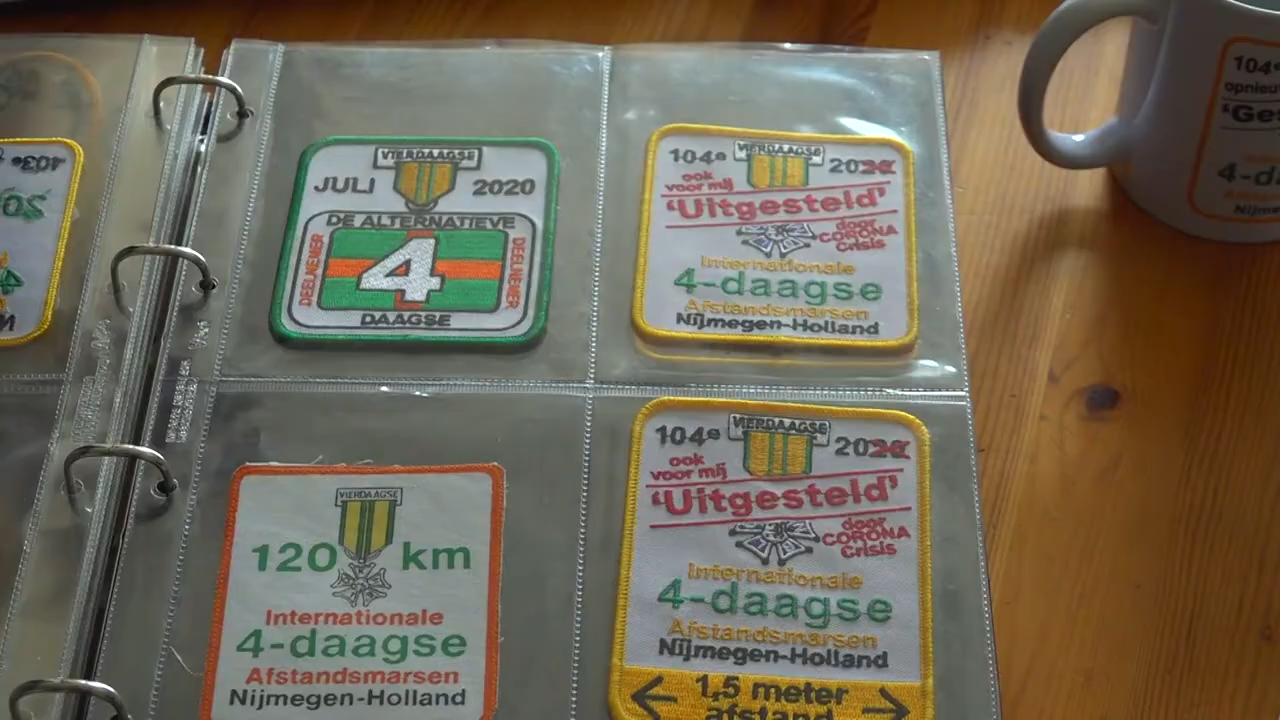 VIERDAAGSE
JULI 2020
DE ALTERNATIEVE
DEELNEMER
4
DEELNEMER
DAAGSE
VIERDAAGSE
104e 2020
ook
voor mij
'Uitgesteld'
door
CORONA
Crisis
Internationale
4-daagse
Afstandsmarsen
Nijmegen-Holland
VIERDAAGSE
120 km
Internationale
4-daagse
Afstandsmarsen
Nijmegen-Holland
VIERDAAGSE
104e 2020
ook
voor mij
'Uitgesteld'
door
CORONA
Crisis
Internationale
4-daagse
Afstandsmarsen
Nijmegen-Holland
1,5 meter
afstand
104e